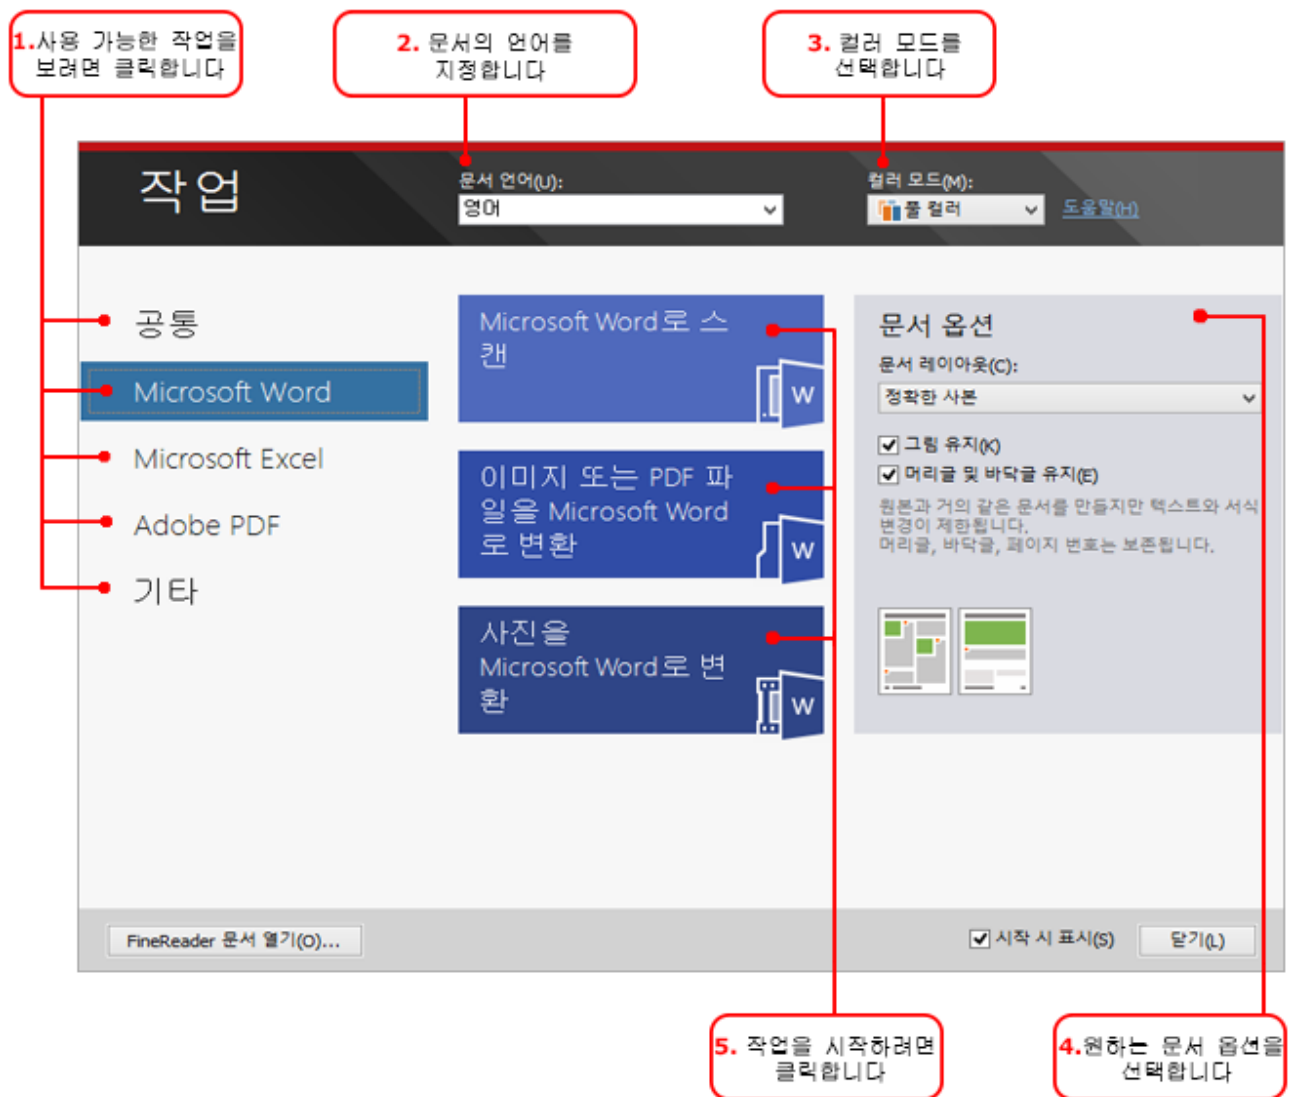 1.사용 가능한 작업을
보려면 클릭합니다
2. 문서의 언어를
지정합니다
3. 컬러 모드를
선택합니다
작업
문서 언어(U):
영어
컬러 모드(M):
풀 컬러
도움말(H)
공통
Microsoft Word
Microsoft Excel
Adobe PDF
기타
Microsoft Word로 스
캔
W
이미지 또는 PDF 파
일을 Microsoft Word
로 변환
W
사진을
Microsoft Word로 변
환
W
문서 옵션
문서 레이아웃(C):
정확한 사본
그림 유지(K)
머리글 및 바닥글 유지(E)
원본과 거의 같은 문서를 만들지만 텍스트와 서식
변경이 제한됩니다.
머리글, 바닥글, 페이지 번호는 보존됩니다.
FineReader 문서 열기(O)...
시작 시 표시(S)
닫기(L)
5. 작업을 시작하려면
클릭합니다
4.원하는 문서 옵션을
선택합니다